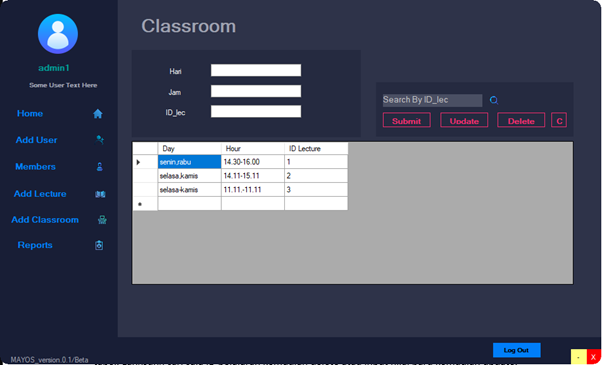 Classroom
admin1
Some User Text Here
Home
Add User
Members
Add Lecture
Add Classroom
Reports
Hari
Jam
ID_lec
Search By ID_lec
Submit Update Delete C
Day Hour ID Lecture
senin,rabu 14.30-16.00 1
selasa,kamis 14.11-15.11 2
selasa-kamis 11.11.-11.11 3
Log Out
- X
MAYOS_version.0.1/Beta